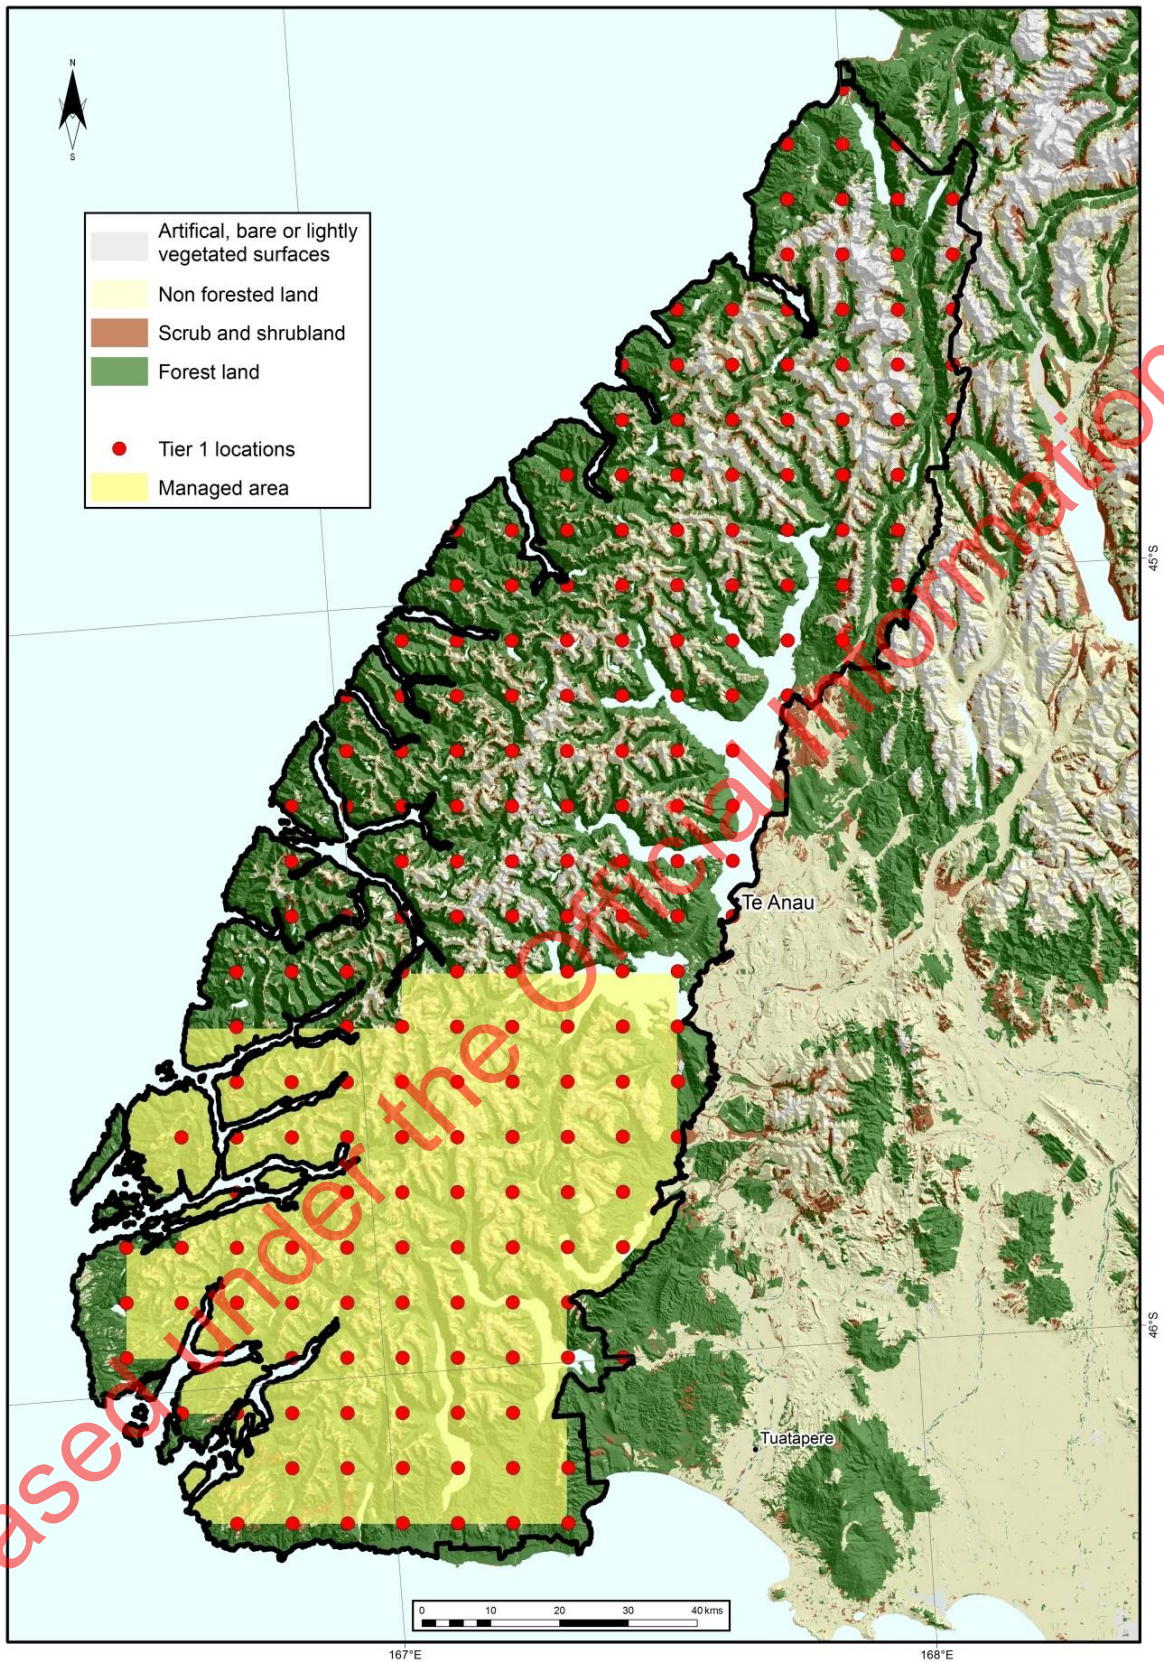 N
S
Artifical, bare or lightly
vegetated surfaces
Non forested land
Scrub and shrubland
Forest land
Tier 1 locations
Managed area
45°S
Te Anau
46°S
Tuatapere
0 10 20 30 40 kms
167°E 168°E
ased under the Official Information